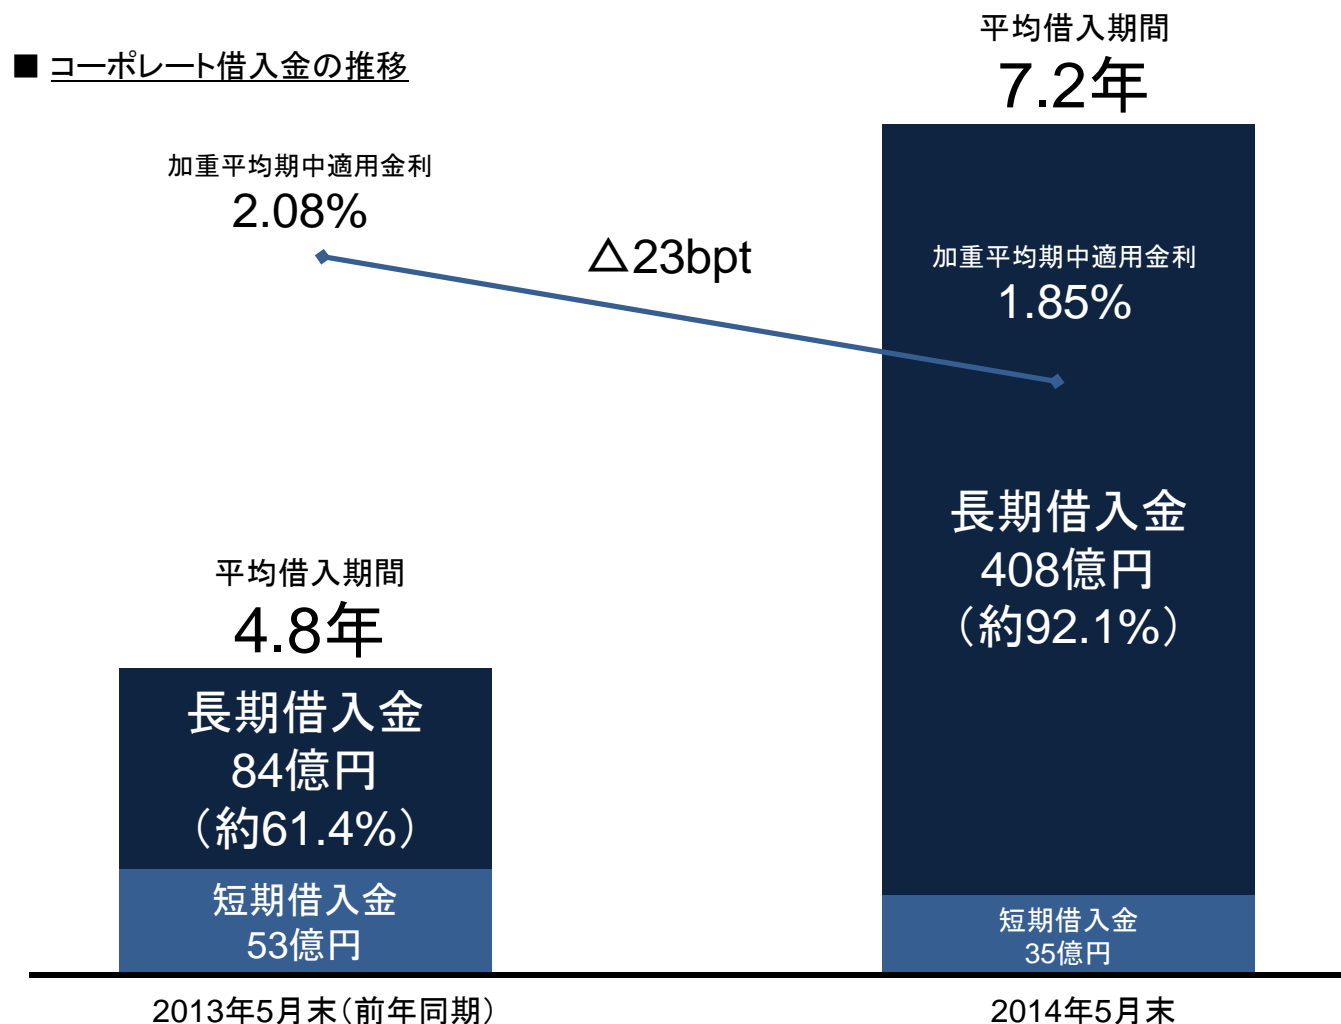 ■ コーポレート借入金の推移
平均借入期間
7.2年
加重平均期中適用金利
2.08%
△23bpt
加重平均期中適用金利
1.85%
平均借入期間
4.8年
長期借入金
84億円
（約61.4%）
短期借入金
53億円
長期借入金
408億円
（約92.1%）
短期借入金
35億円
2013年5月末（前年同期）
2014年5月末